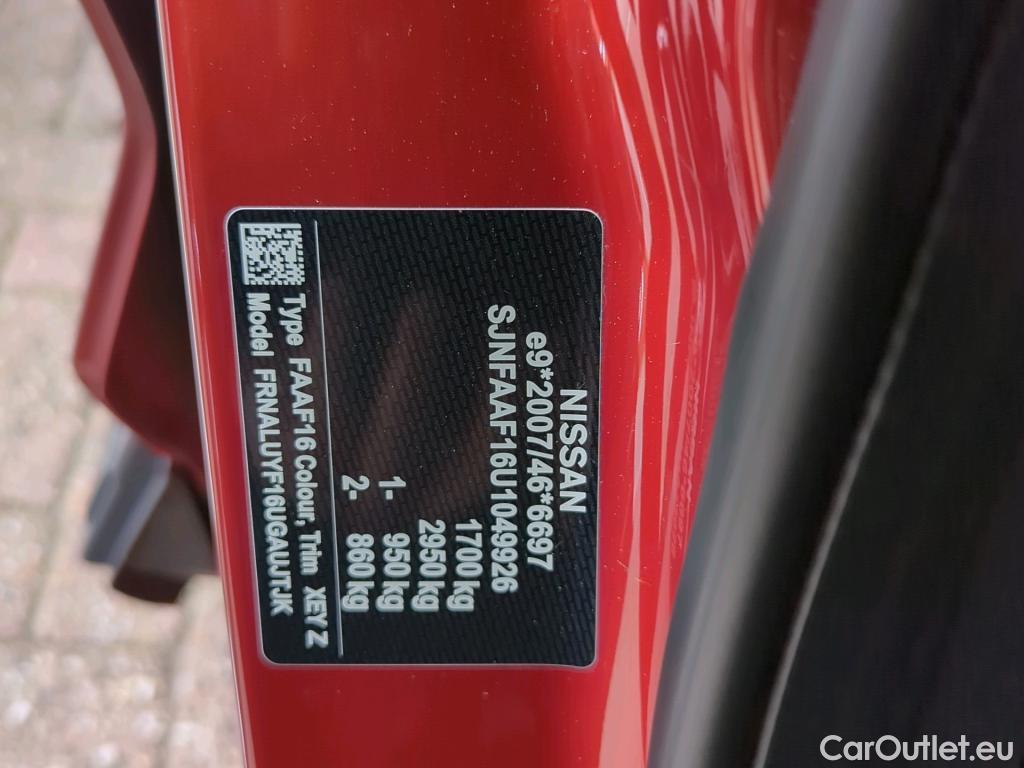 NISSAN
e9*2007/46*6697
SJNFAAF16U1049926
1700 kg
2950 kg
1- 950 kg
2- 860 kg
Type FAAF16 Colour, Trim XEY Z
Model FRNALUYF16UGAUJTJK
CarOutlet.eu